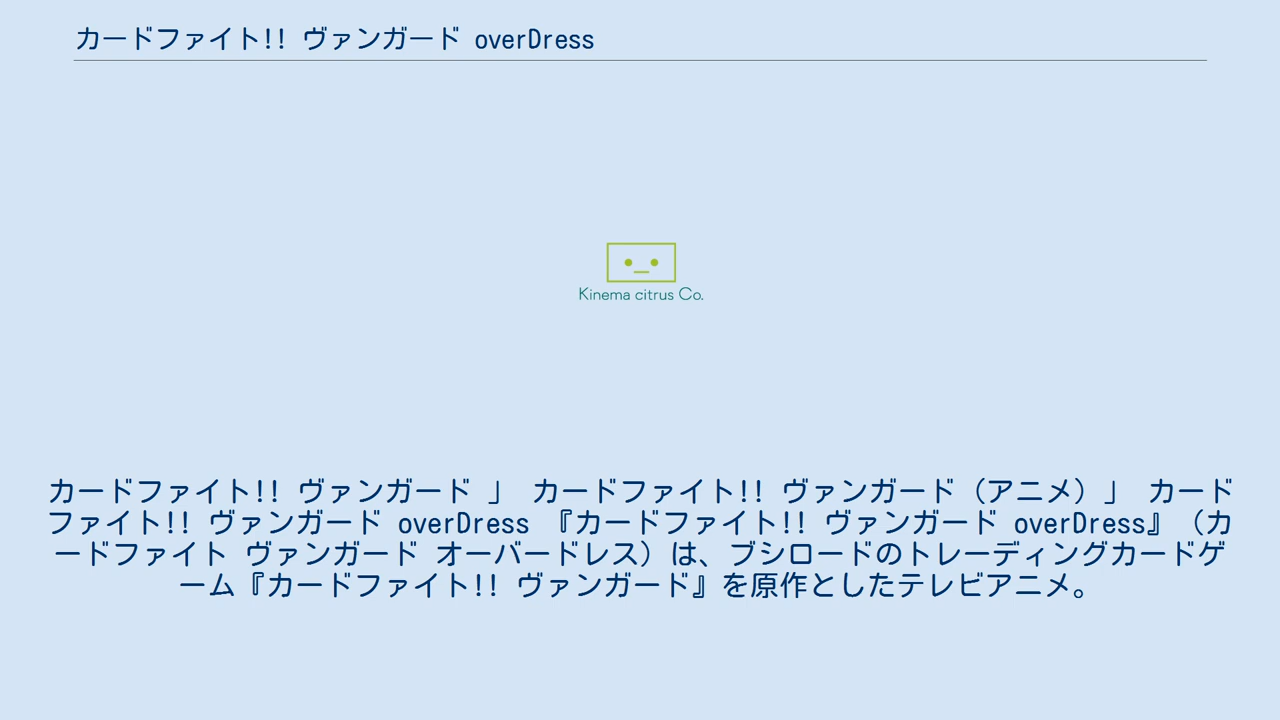 カードファイト!! ヴァンガード overDress
Kinema citrus Co.
カードファイト!! ヴァンガード 」 カードファイト!! ヴァンガード（アニメ）」 カード
ファイト!! ヴァンガード overDress 『カードファイト!! ヴァンガード overDress』（カ
ードファイト ヴァンガード オーバードレス）は、ブシロードのトレーディングカードゲ
ーム『カードファイト!! ヴァンガード』を原作としたテレビアニメ。